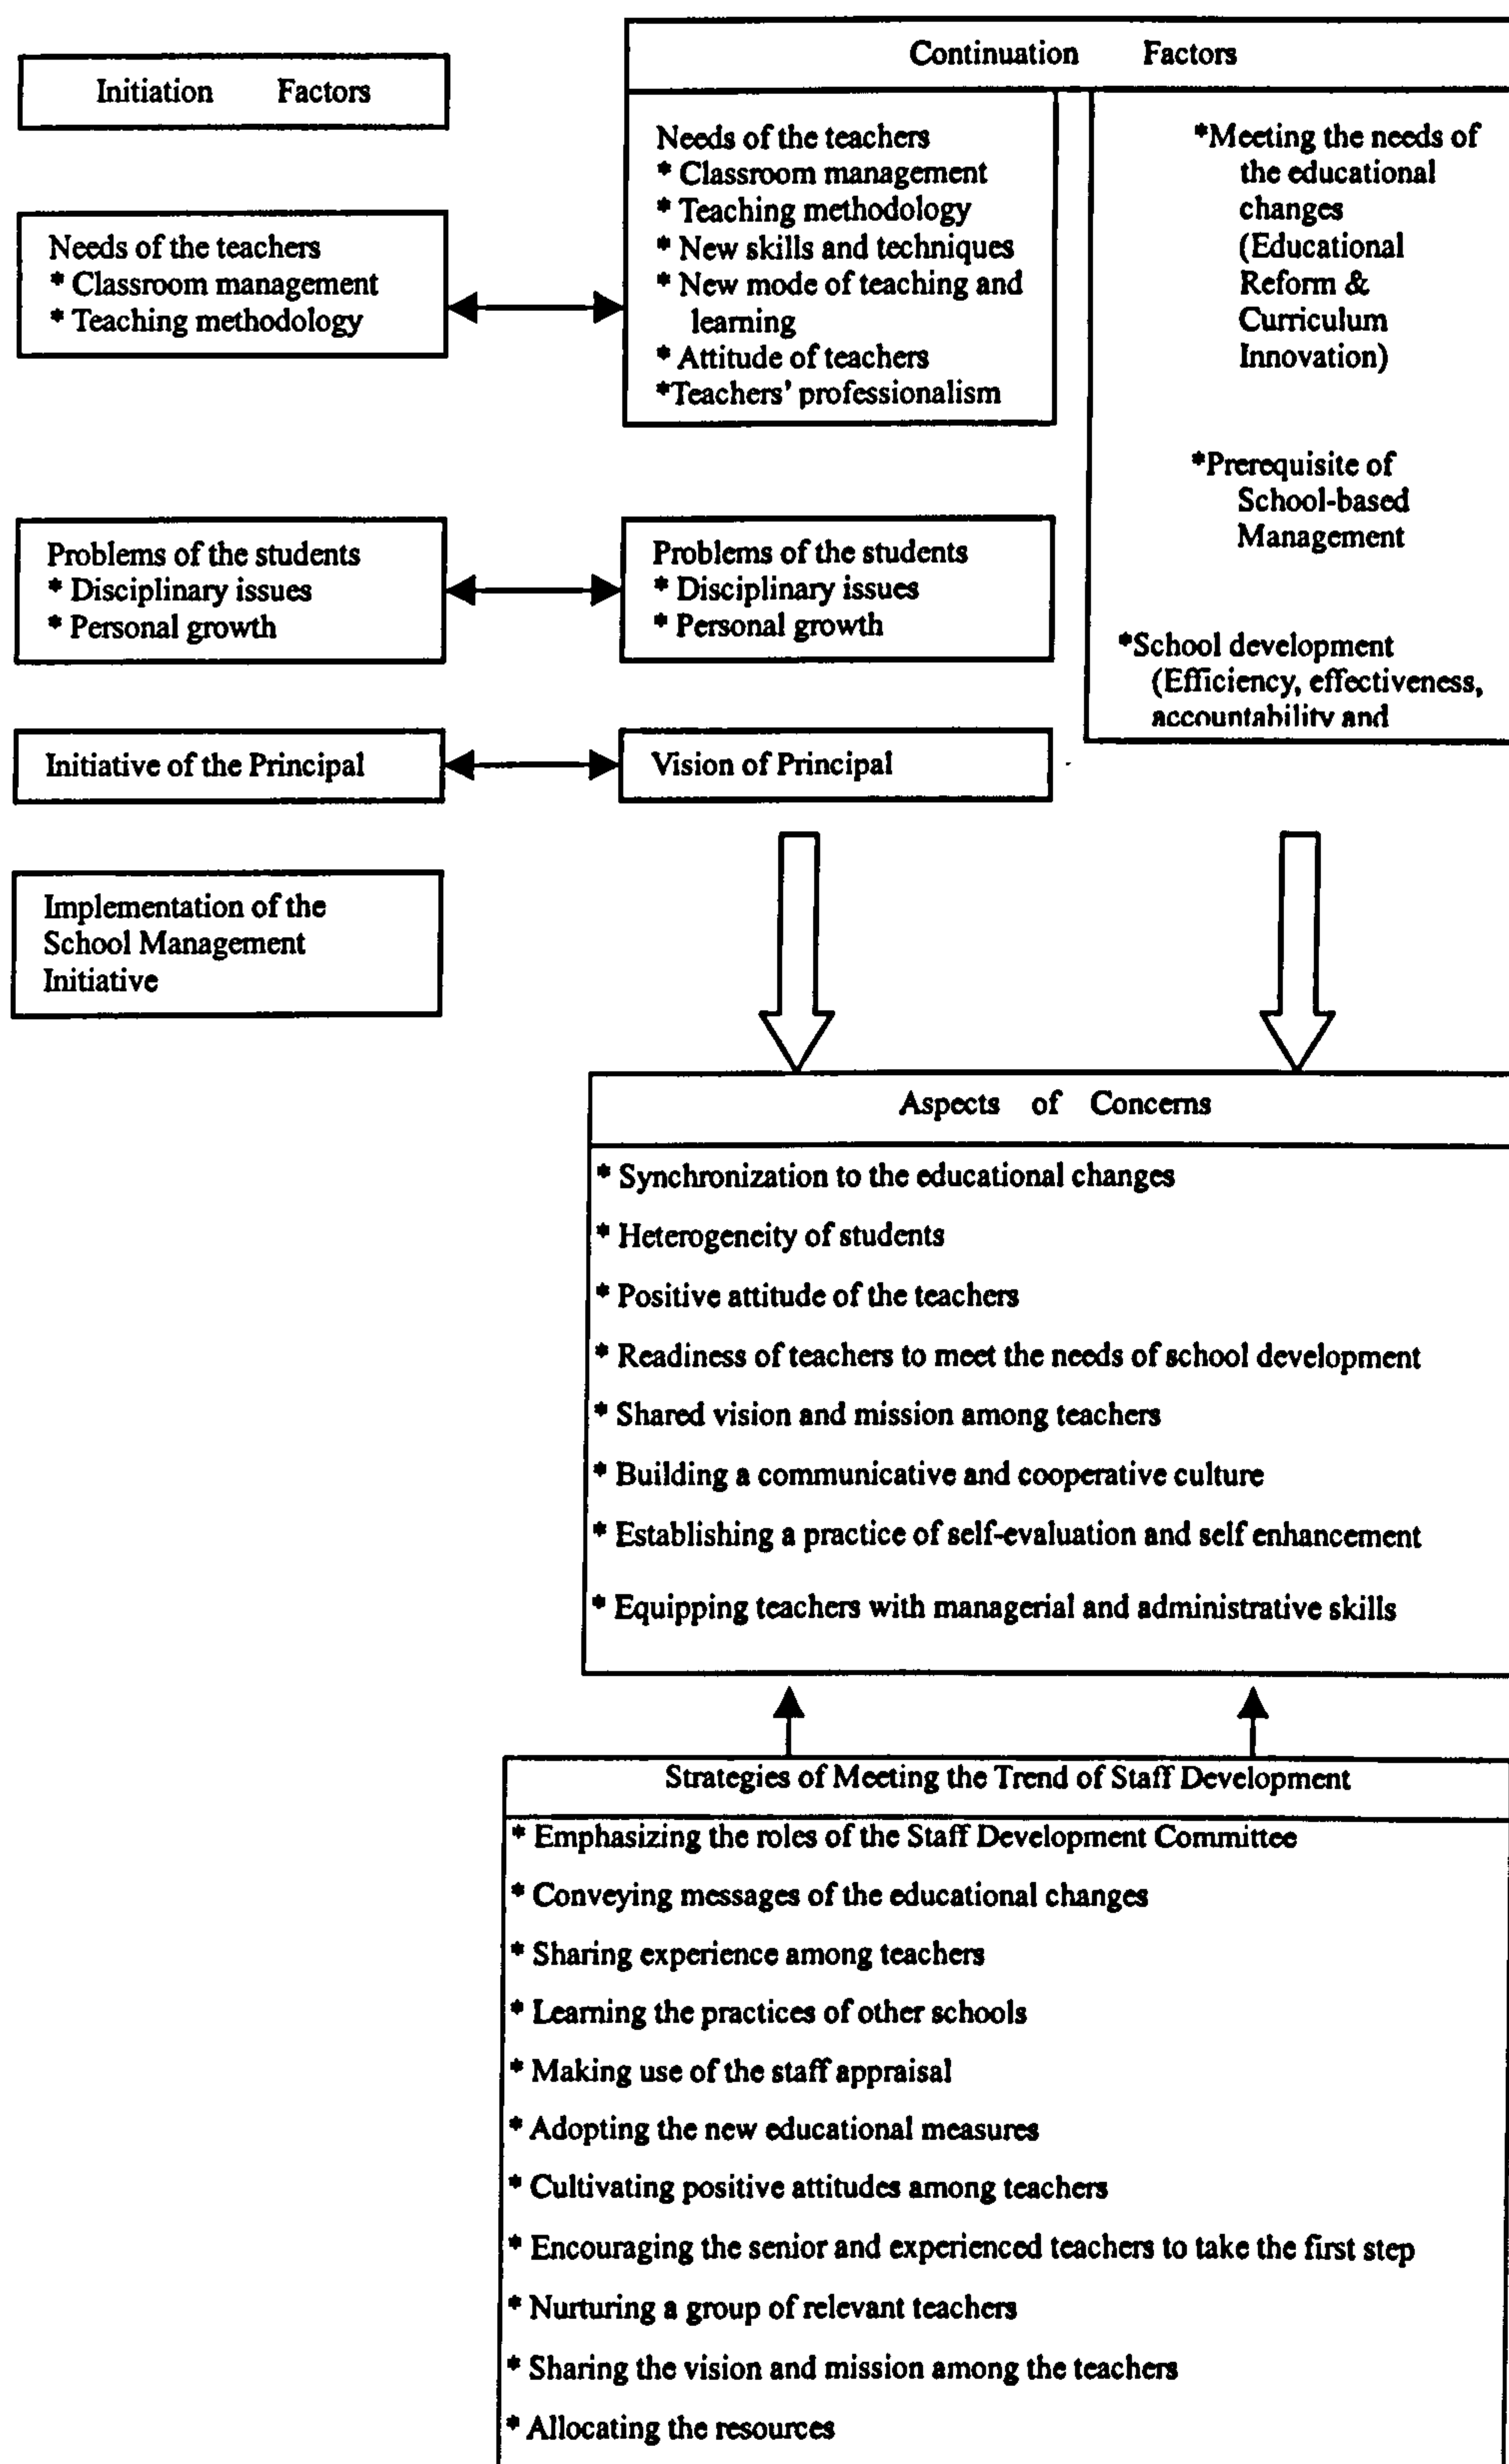 Initiation Factors
Needs of the teachers
* Classroom management
* Teaching methodology
Problems of the students
* Disciplinary issues
* Personal growth
Initiative of the Principal
Implementation of the
School Management
Initiative
Continuation Factors
Needs of the teachers
* Classroom management
* Teaching methodology
* New skills and techniques
* New mode of teaching and
learning
* Attitude of teachers
*Teachers' professionalism
Problems of the students
* Disciplinary issues
* Personal growth
Vision of Principal
*Meeting the needs of
the educational
changes
(Educational
Reform &
Curriculum
Innovation)
*Prerequisite of
School-based
Management
*School development
(Efficiency, effectiveness,
accountability and
Aspects of Concerns
* Synchronization to the educational changes
* Heterogeneity of students
* Positive attitude of the teachers
* Readiness of teachers to meet the needs of school development
* Shared vision and mission among teachers
* Building a communicative and cooperative culture
* Establishing a practice of self-evaluation and self enhancement
* Equipping teachers with managerial and administrative skills
Strategies of Meeting the Trend of Staff Development
* Emphasizing the roles of the Staff Development Committee
* Conveying messages of the educational changes
* Sharing experience among teachers
* Learning the practices of other schools
* Making use of the staff appraisal
* Adopting the new educational measures
* Cultivating positive attitudes among teachers
* Encouraging the senior and experienced teachers to take the first step
* Nurturing a group of relevant teachers
* Sharing the vision and mission among the teachers
* Allocating the resources